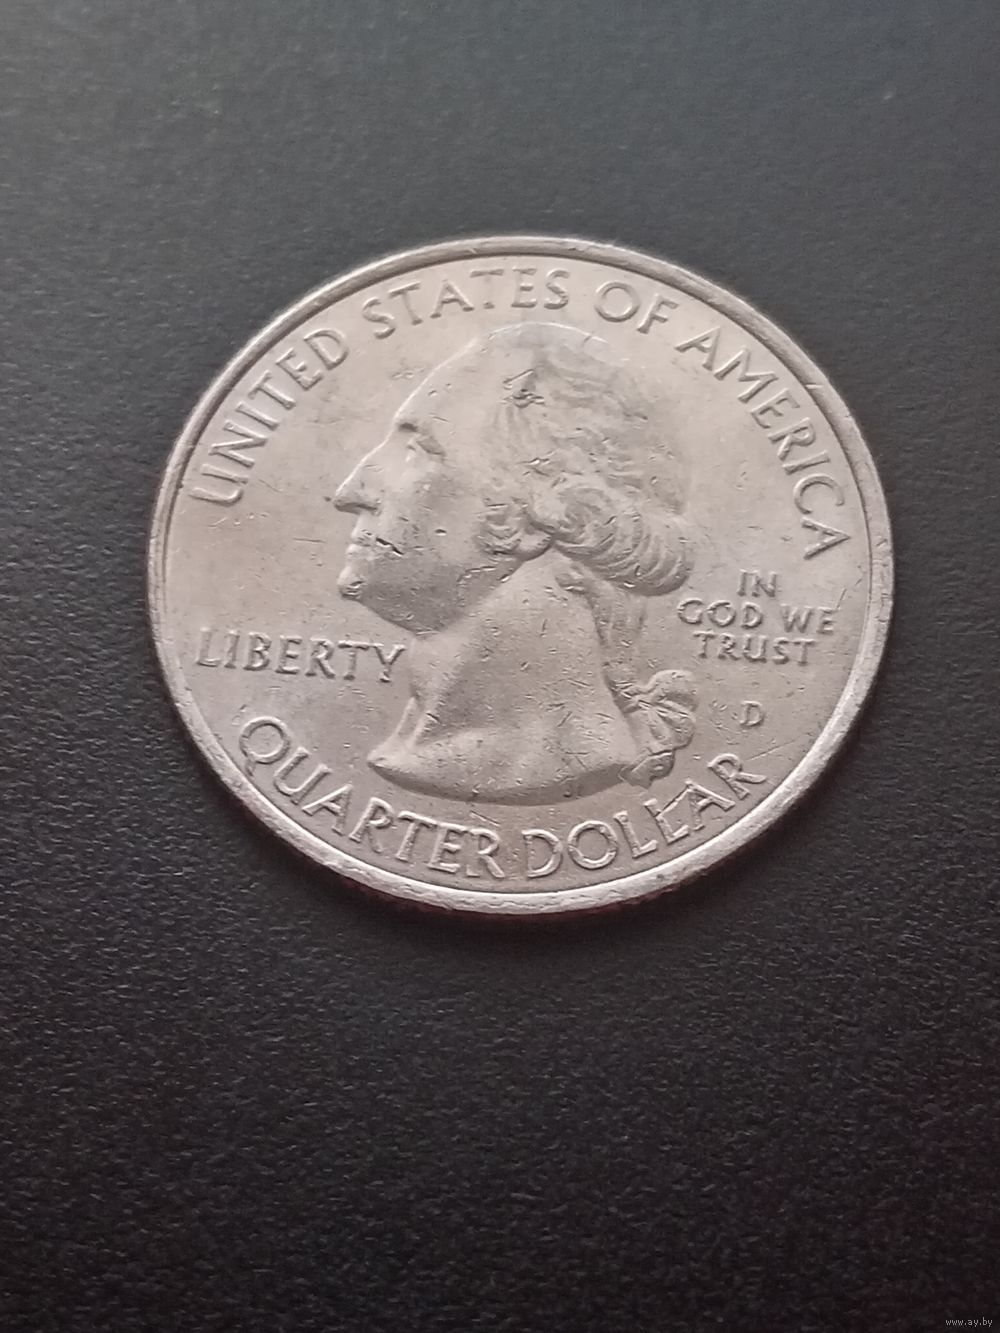 UNITED STATES OF AMERICA
LIBERTY
IN
GOD WE
TRUST
D
QUARTER DOLLAR
www.ay.by